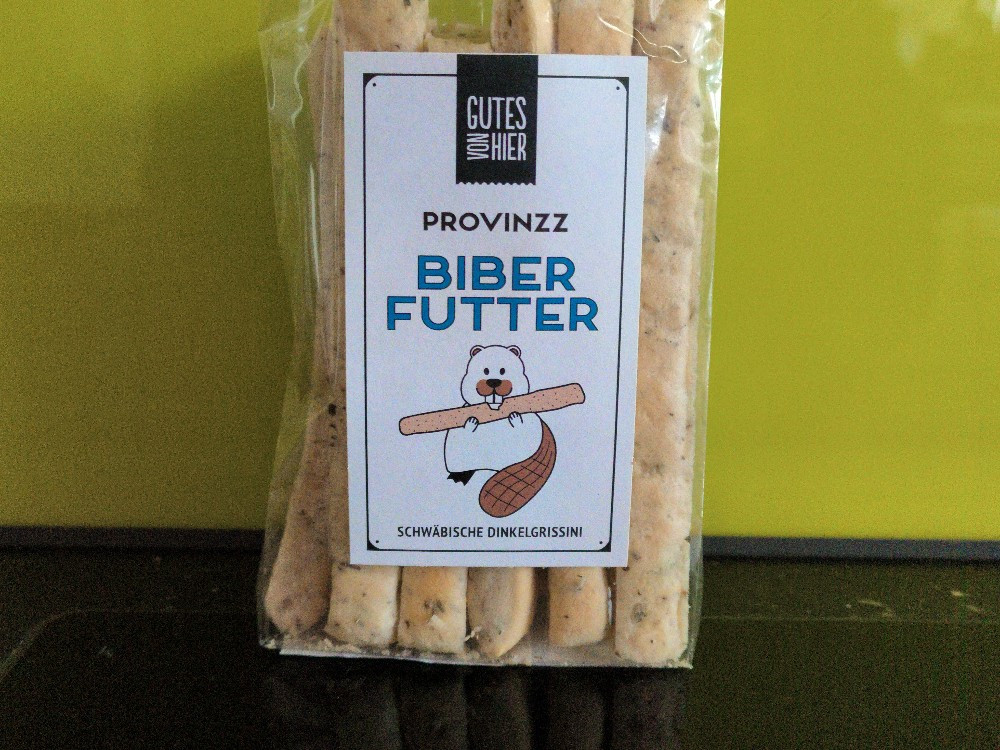 GUTES
VON HIER
PROVINZZ
BIBER
FUTTER
SCHWÄBISCHE DINKELGRISSINI